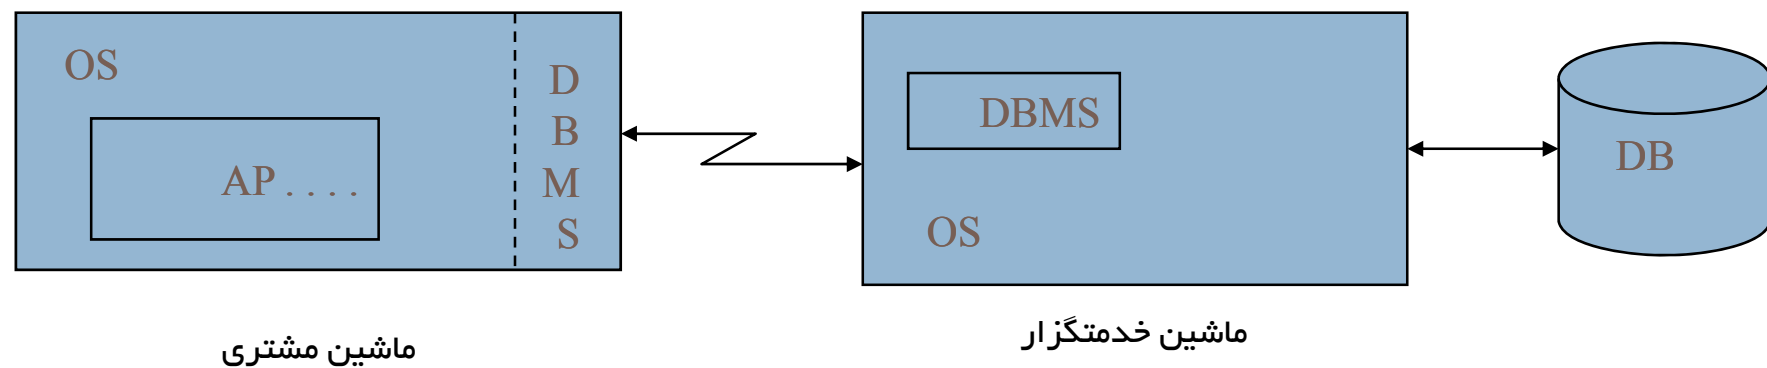 OS
AP . . . .
D
B
M
S
DBMS
OS
DB
ماشین مشتری
ماشین خدمتگزار